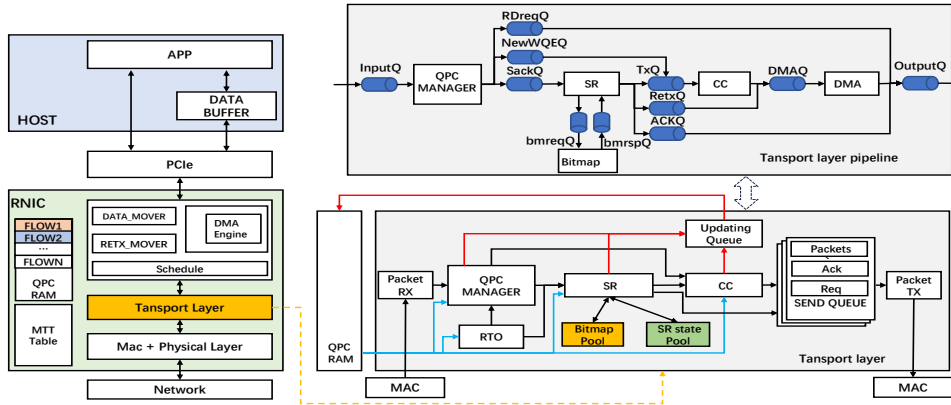 APP
DATA
BUFFER
HOST
PCIe
RNIC
FLOW1
FLOW2
...
FLOWN
QPC
RAM
MTT
Table
DATA_MOVER
RETX_MOVER
DMA
Engine
Schedule
Tansport Layer
Mac + Physical Layer
Network
RDreqQ
NewWQEQ
InputQ
SackQ
TxQ
DMAQ
OutputQ
QPC
MANAGER
SR
CC
DMA
RetxQ
ACKQ
bmreqQ
bmrspQ
Bitmap
Tansport layer pipeline
QPC
RAM
Packet
RX
MAC
QPC
MANAGER
RTO
SR
Bitmap
Pool
SR state
Pool
Updating
Queue
CC
Packets
Ack
Req
SEND QUEUE
Packet
TX
Tansport layer
MAC